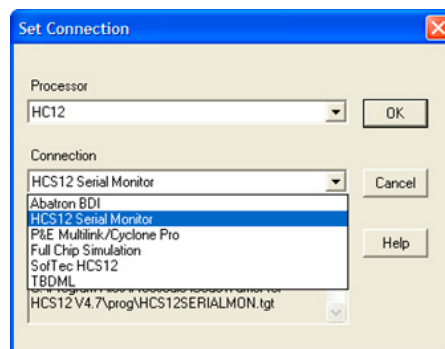 Set Connection
Processor
HC12
OK
Connection
HCS12 Serial Monitor
Cancel
Abatron BDI
HCS12 Serial Monitor
P&E Multilink/Cyclone Pro
Help
Full Chip Simulation
SofTec HCS12
TBDML
HCS12 V4.7\prog\HCS12SERIALMON.tgt